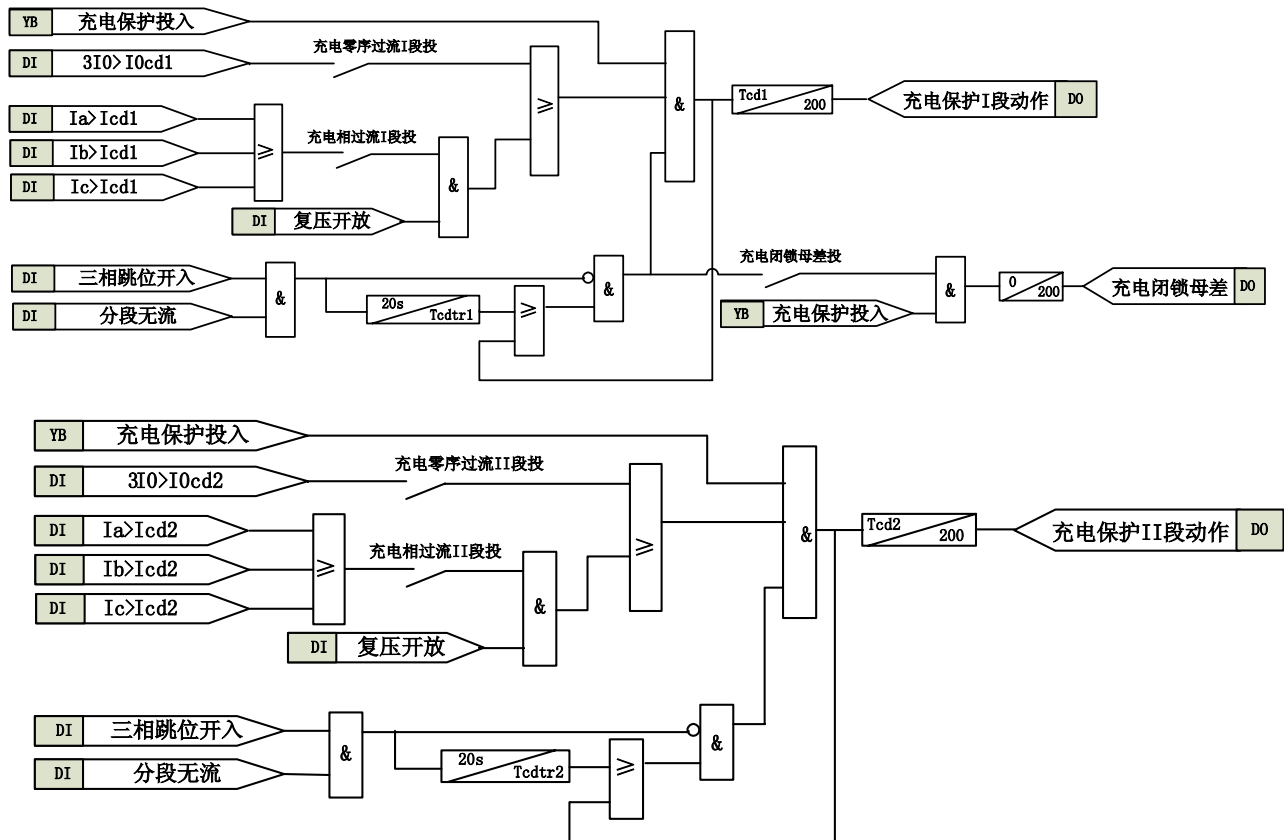 YB 充电保护投入
充电零序过流I段投
DI 3I0>I0cd1
≥
&
Tcd1 200
充电保护I段动作 DO
DI Ia>Icd1
充电相过流I段投
DI Ib>Icd1
≥
&
DI Ic>Icd1
DI 复压开放
充电闭锁母差投
DI 三相跳位开入
&
&
0 200
充电闭锁母差 DO
DI 分段无流
&
20s Tcdtr1
≥
YB 充电保护投入
YB 充电保护投入
充电零序过流II段投
DI 3I0>I0cd2
≥
&
Tcd2 200
充电保护II段动作 DO
DI Ia>Icd2
充电相过流II段投
DI Ib>Icd2
≥
&
DI Ic>Icd2
DI 复压开放
DI 三相跳位开入
&
&
DI 分段无流
20s Tcdtr2
≥